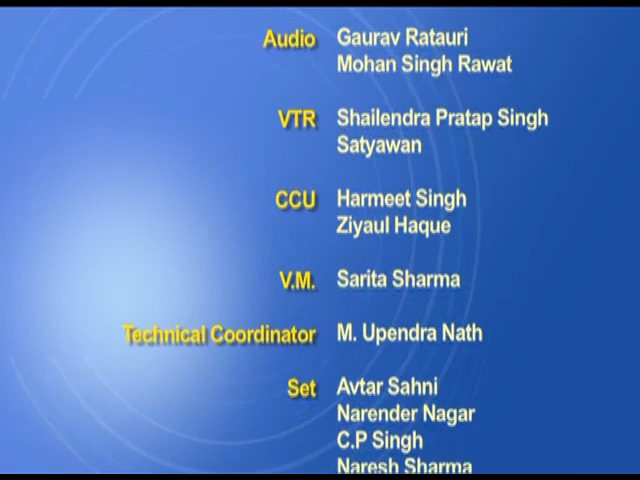 Audio Gaurav Ratauri
Mohan Singh Rawat
VTR Shailendra Pratap Singh
Satyawan
CCU Harmeet Singh
Ziyaul Haque
V.M. Sarita Sharma
Technical Coordinator M. Upendra Nath
Set Avtar Sahni
Narender Nagar
C.P Singh
Naresh Sharma